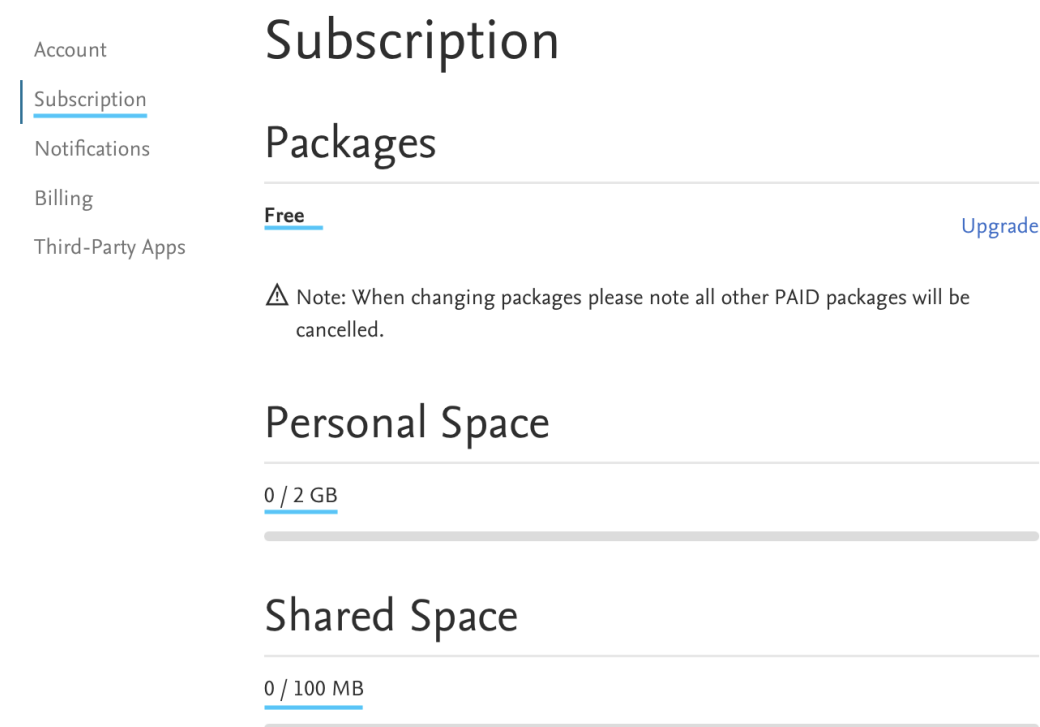 Account
Subscription
Notifications
Billing
Third-Party Apps
Subscription
Packages
Free
Upgrade
Note: When changing packages please note all other PAID packages will be
cancelled.
Personal Space
0 / 2 GB
Shared Space
0 / 100 MB